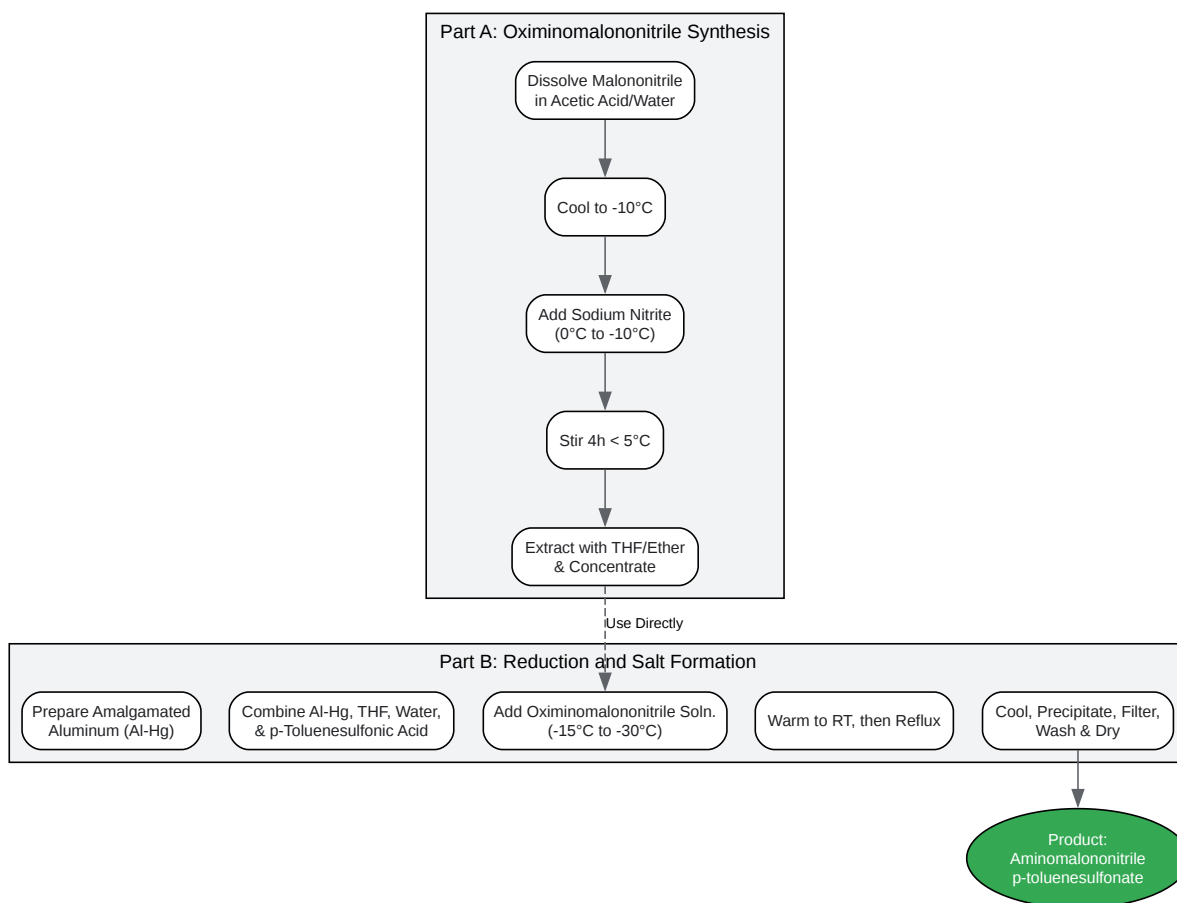 Part A: Oximinomalononitrile Synthesis
Dissolve Malononitrile
in Acetic Acid/Water
Cool to -10°C
Add Sodium Nitrite
(0°C to -10°C)
Stir 4h < 5°C
Extract with THF/Ether
& Concentrate
Use Directly
Part B: Reduction and Salt Formation
Prepare Amalgamated
Aluminum (Al-Hg)
Combine Al-Hg, THF, Water,
& p-Toluenesulfonic Acid
Add Oximinomalononitrile Soln.
(-15°C to -30°C)
Warm to RT, then Reflux
Cool, Precipitate, Filter,
Wash & Dry
Product:
Aminomalononitrile
p-toluenesulfonate